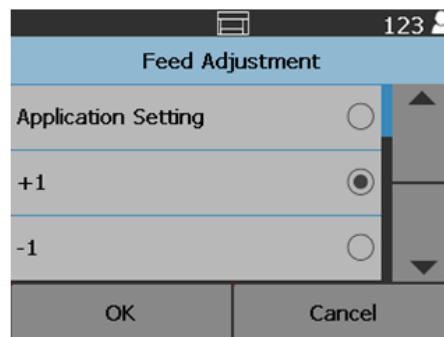 123
Feed Adjustment
Application Setting
+1
-1
OK Cancel